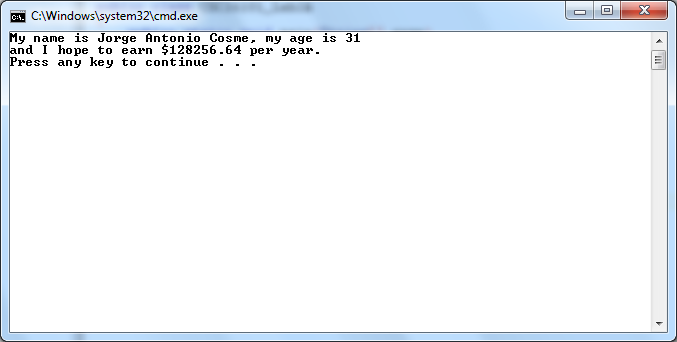 C:\Windows\system32\cmd.exe
My name is Jorge Antonio Cosme, my age is 31
and I hope to earn $128256.64 per year.
Press any key to continue . . .